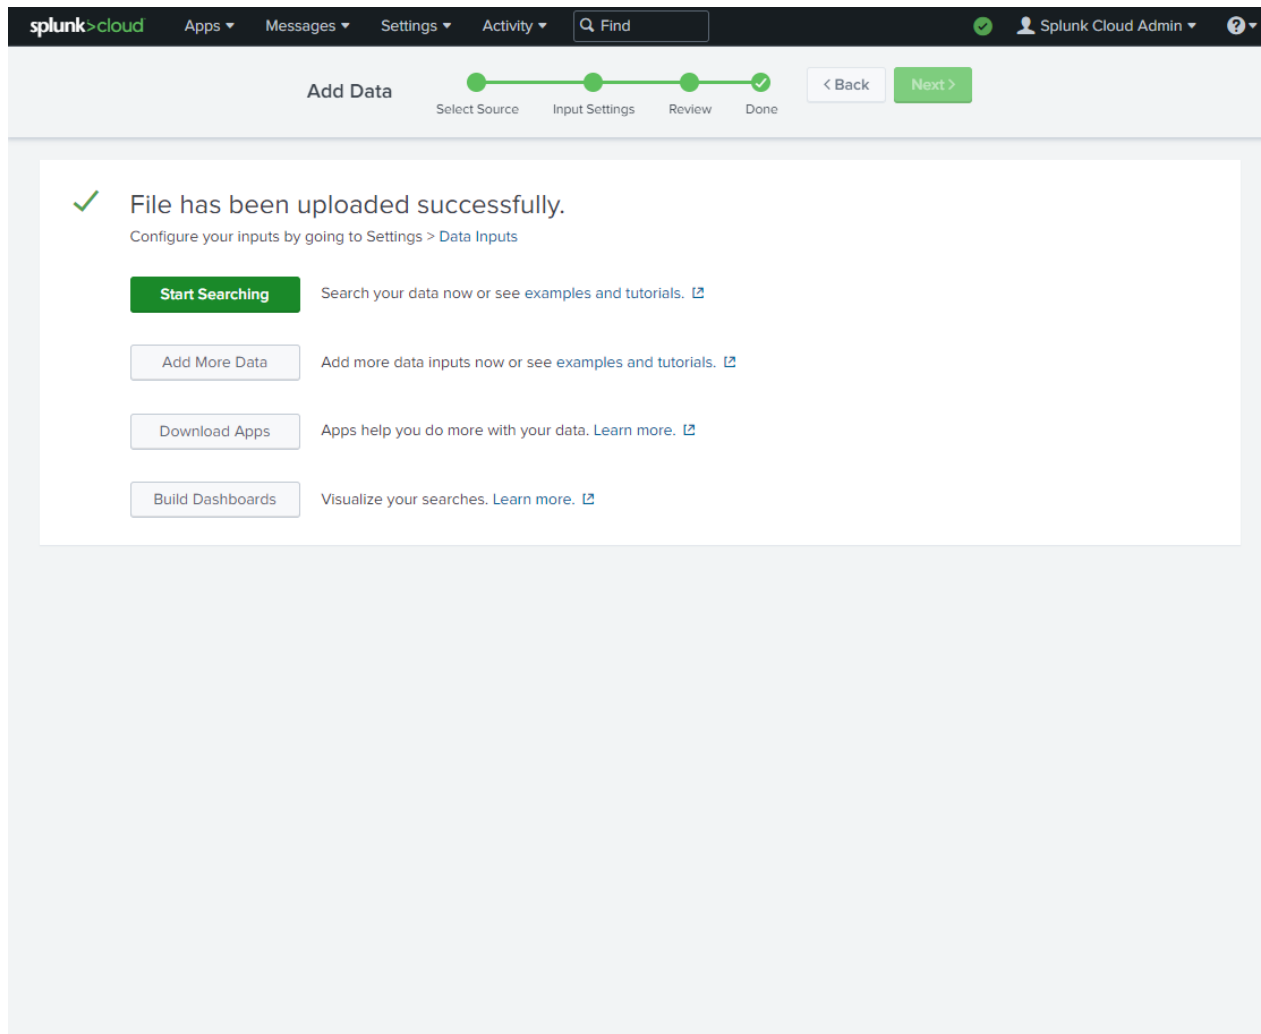 splunk>cloud Apps Messages Settings Activity Find Splunk Cloud Admin ?
Add Data Select Source Input Settings Review Done < Back Next >
File has been uploaded successfully.
Configure your inputs by going to Settings > Data Inputs
Start Searching Search your data now or see examples and tutorials.
Add More Data Add more data inputs now or see examples and tutorials.
Download Apps Apps help you do more with your data. Learn more.
Build Dashboards Visualize your searches. Learn more.